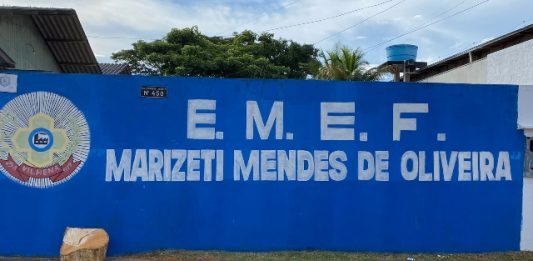 Nº 450
E. M. E. F.
MARIZETI MENDES DE OLIVEIRA
VILHENA